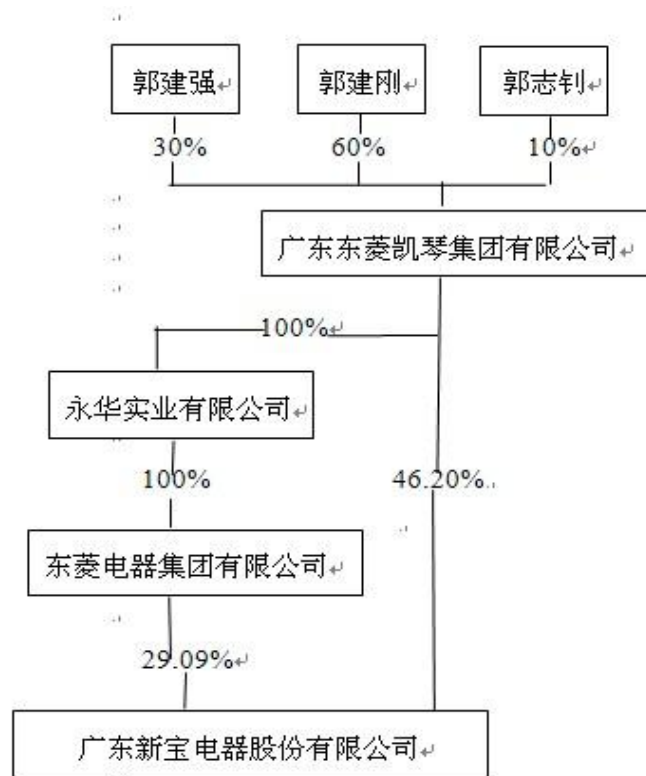 郭建强
郭建刚
郭志钊
30%
60%
10%
广东东菱凯琴集团有限公司
100%
永华实业有限公司
100%
46.20%
东菱电器集团有限公司
29.09%
广东新宝电器股份有限公司